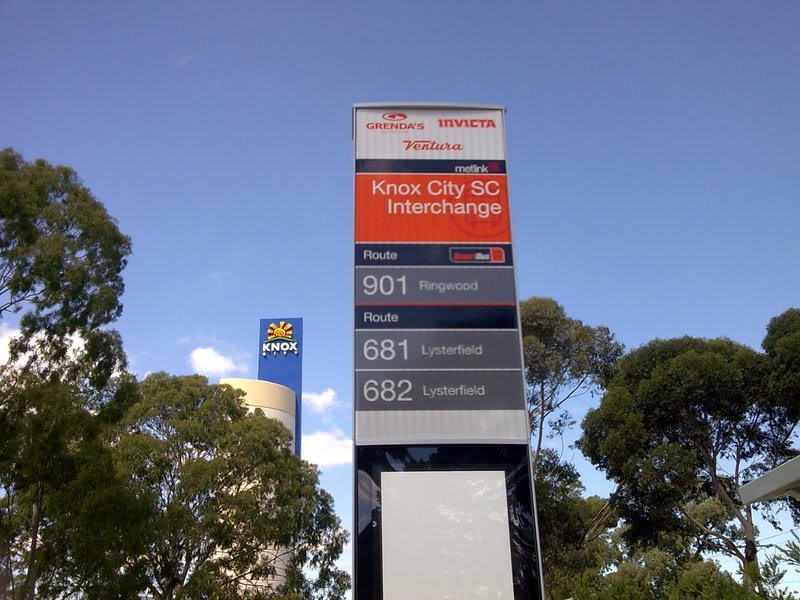 GRENDA'S INVICTA
Ventura
metlink
Knox City SC
Interchange
Route SmartBus
901 Ringwood
Route
681 Lysterfield
682 Lysterfield
KNOX